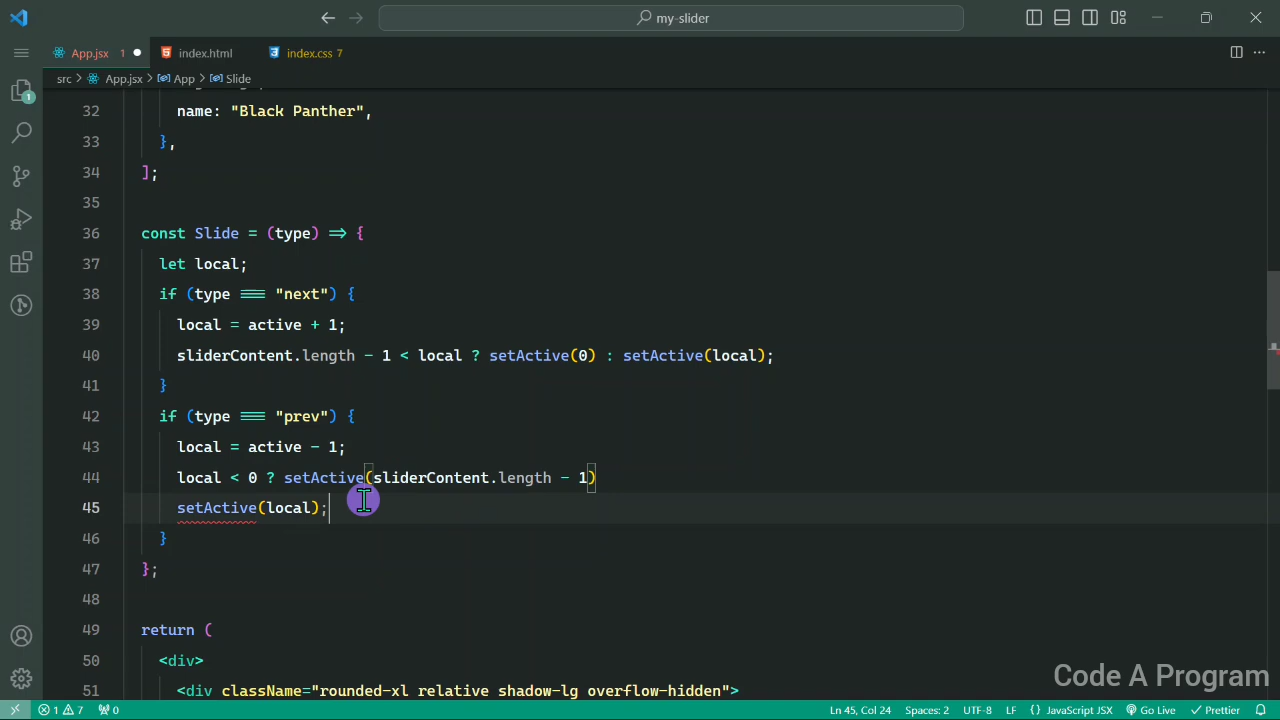 my-slider
App.jsx 1 index.html index.css 7
src > App.jsx > App > Slide
32 name: "Black Panther",
33 },
34 ];
35
36 const Slide = (type) => {
37 let local;
38 if (type === "next") {
39 local = active + 1;
40 sliderContent.length - 1 < local ? setActive(0) : setActive(local);
41 }
42 if (type === "prev") {
43 local = active - 1;
44 local < 0 ? setActive(sliderContent.length - 1)
45 setActive(local);
46 }
47 };
48
49 return (
50 <div>
51 <div className="rounded-xl relative shadow-lg overflow-hidden">
Code A Program
1 7 0 Ln 45, Col 24 Spaces: 2 UTF-8 LF {} JavaScript JSX Go Live Prettier